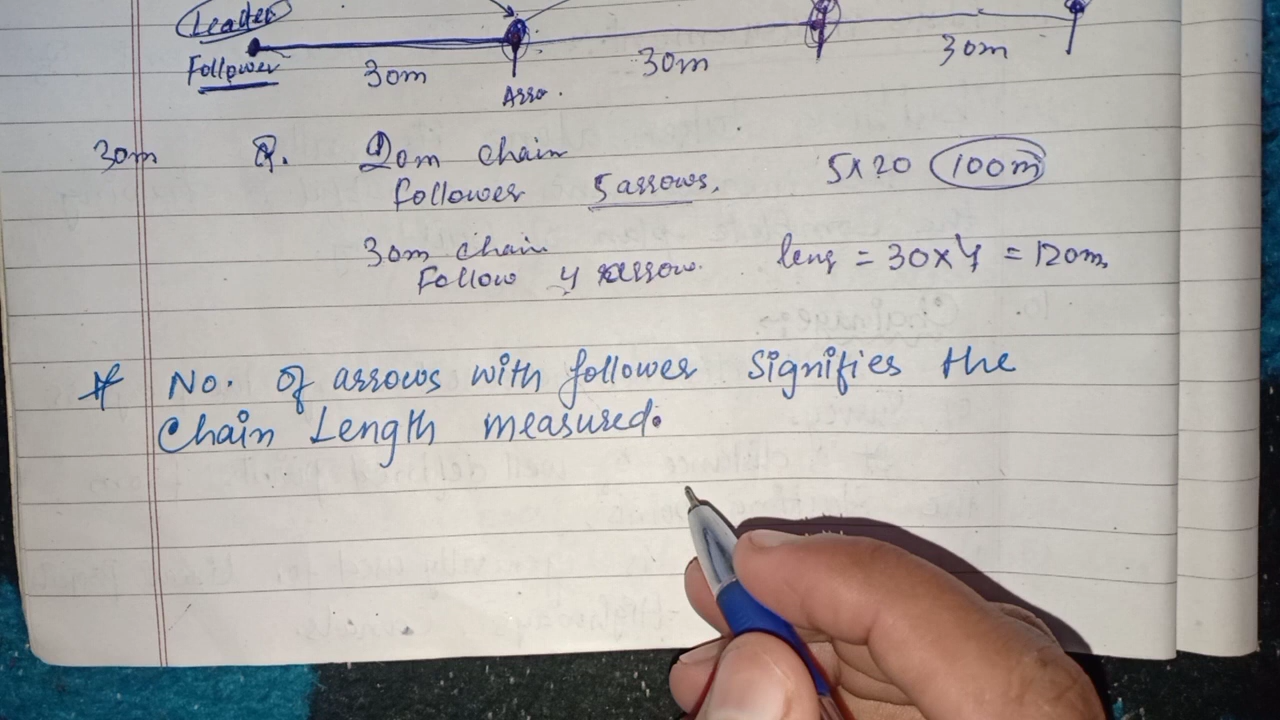 Leader
Follower
30m
30m
30m
Arro.
30m Q. 20m chain
follower 5 arrows, 5x20 100m
30m chain
Follow 4 arrow. leng = 30x4 = 120m
* No. of arrows with follower signifies the
Chain Length measured.